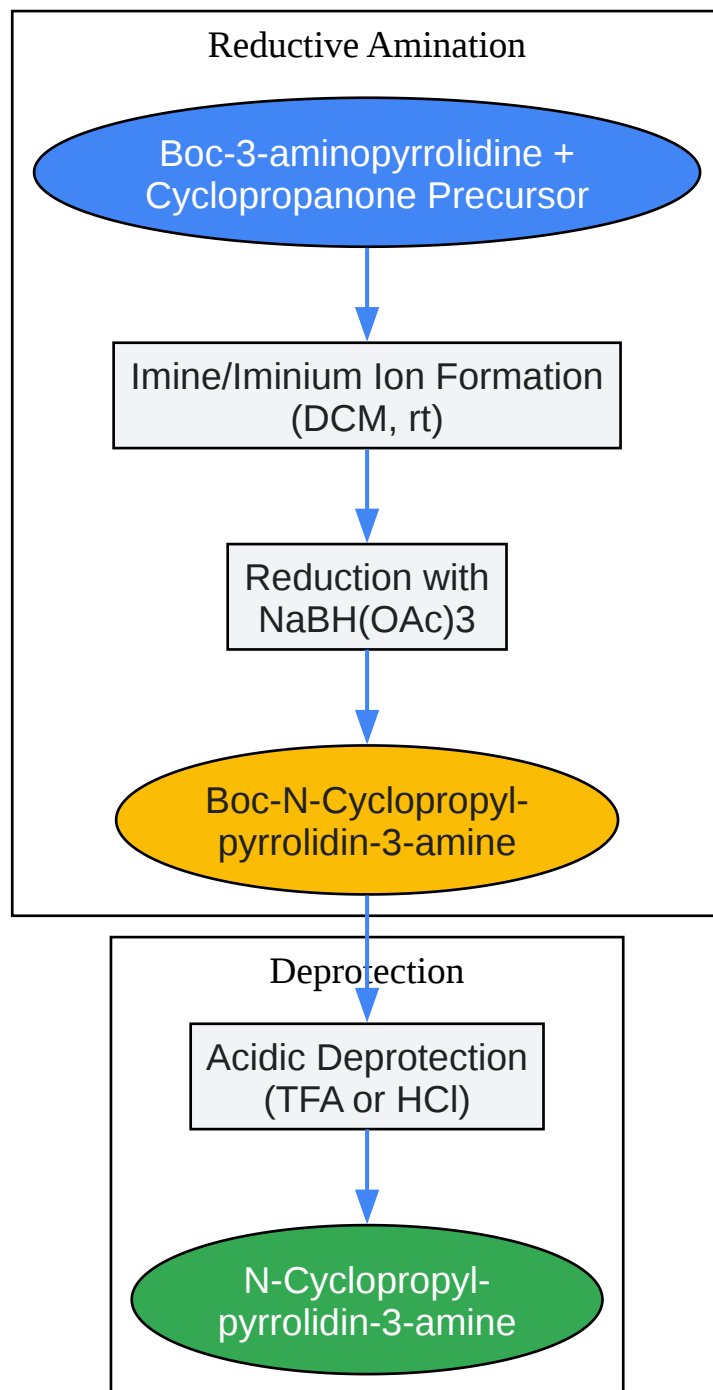 Reductive Amination
Boc-3-aminopyrrolidine +
Cyclopropanone Precursor
Imine/Iminium Ion Formation
(DCM, rt)
Reduction with
NaBH(OAc)3
Boc-N-Cyclopropyl-
pyrrolidin-3-amine
Deprotection
Acidic Deprotection
(TFA or HCl)
N-Cyclopropyl-
pyrrolidin-3-amine